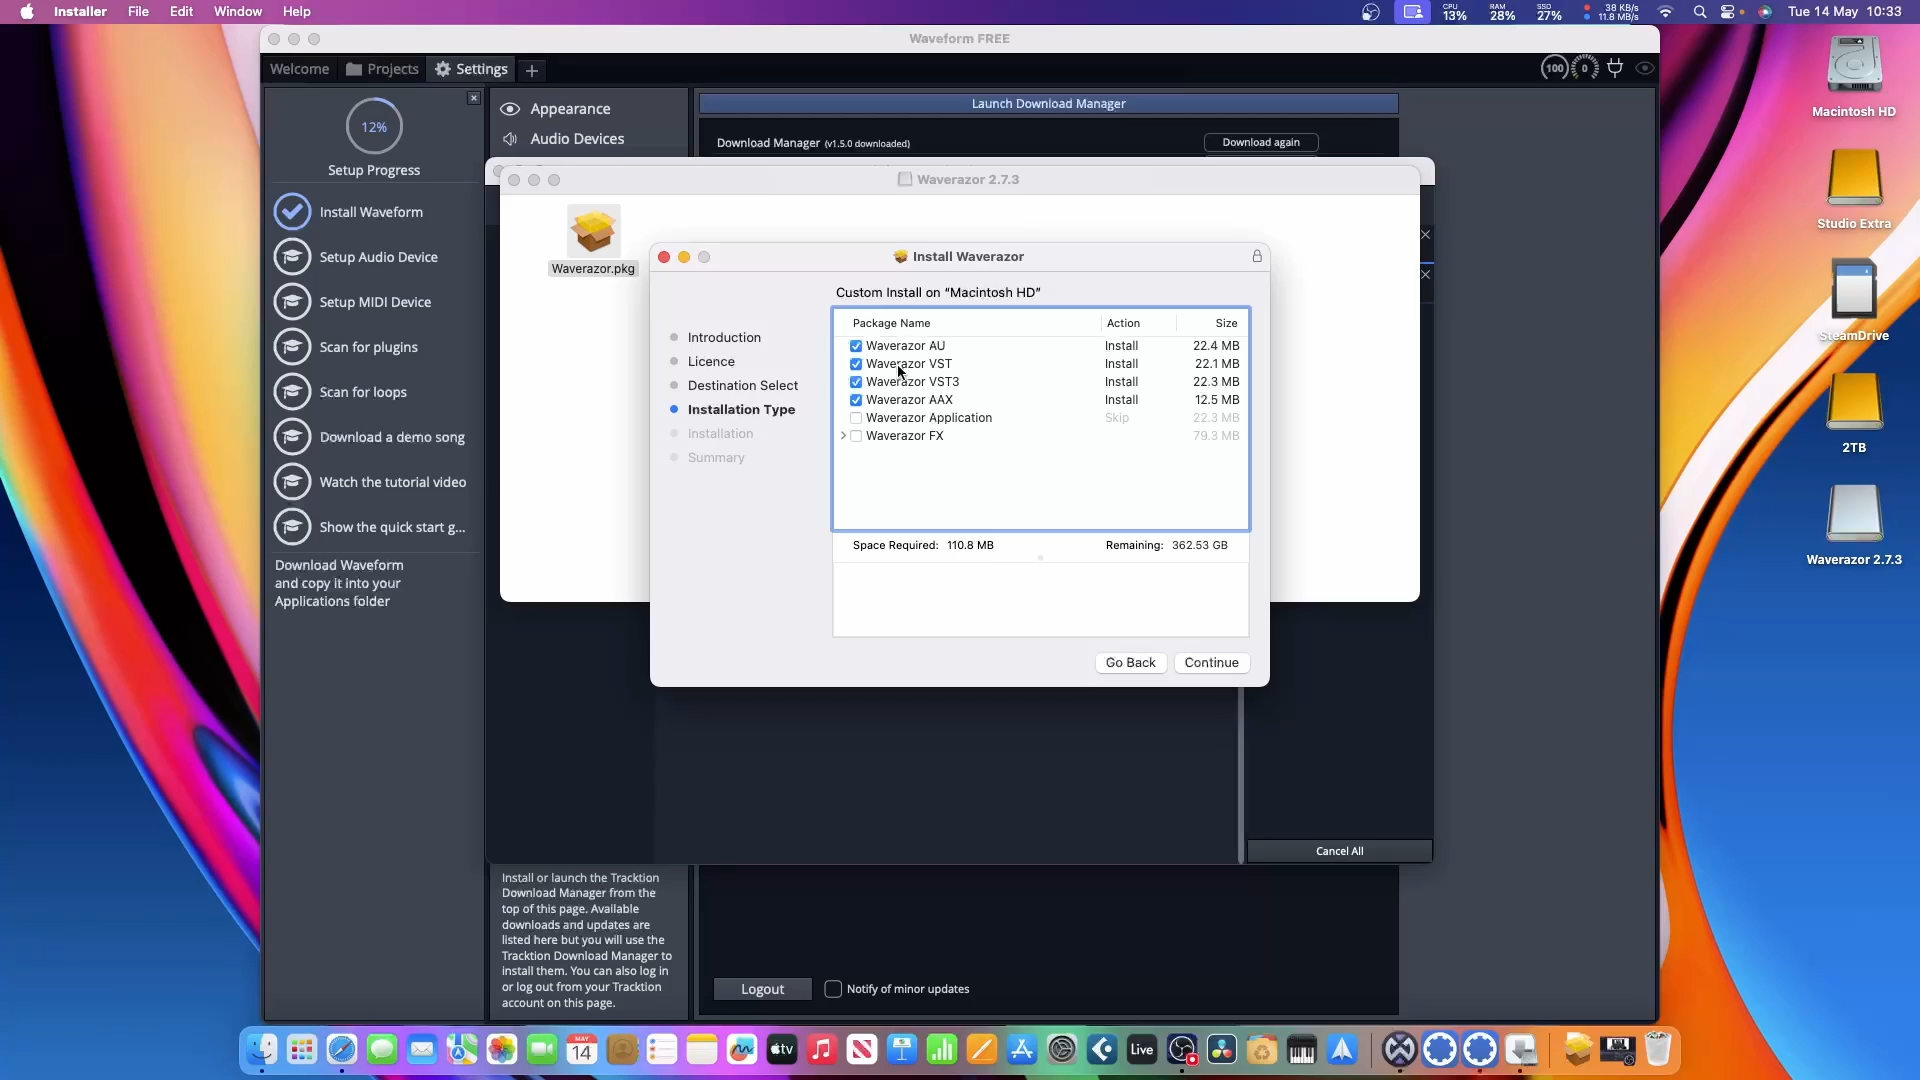 Installer File Edit Window Help
CPU 13% RAM 28% SSD 27% 38 KB/s 11.8 MB/s Tue 14 May 10:33
Waveform FREE
Welcome Projects Settings
100 0
12%
Setup Progress
Install Waveform
Setup Audio Device
Setup MIDI Device
Scan for plugins
Scan for loops
Download a demo song
Watch the tutorial video
Show the quick start g...
Download Waveform
and copy it into your
Applications folder
Appearance
Audio Devices
Install or launch the Tracktion
Download Manager from the
top of this page. Available
downloads and updates are
listed here but you will use the
Tracktion Download Manager to
install them. You can also log in
or log out from your Tracktion
account on this page.
Launch Download Manager
Download Manager (v1.5.0 downloaded)
Download again
Waverazor 2.7.3
Waverazor.pkg
Install Waverazor
Introduction
Licence
Destination Select
Installation Type
Installation
Summary
Custom Install on “Macintosh HD”
Package Name Action Size
Waverazor AU Install 22.4 MB
Waverazor VST Install 22.1 MB
Waverazor VST3 Install 22.3 MB
Waverazor AAX Install 12.5 MB
Waverazor Application Skip 22.3 MB
Waverazor FX 79.3 MB
Space Required: 110.8 MB Remaining: 362.53 GB
Go Back Continue
Cancel All
Logout
Notify of minor updates
Macintosh HD
Studio Extra
SteamDrive
2TB
Waverazor 2.7.3
MAY
14
tv
Live